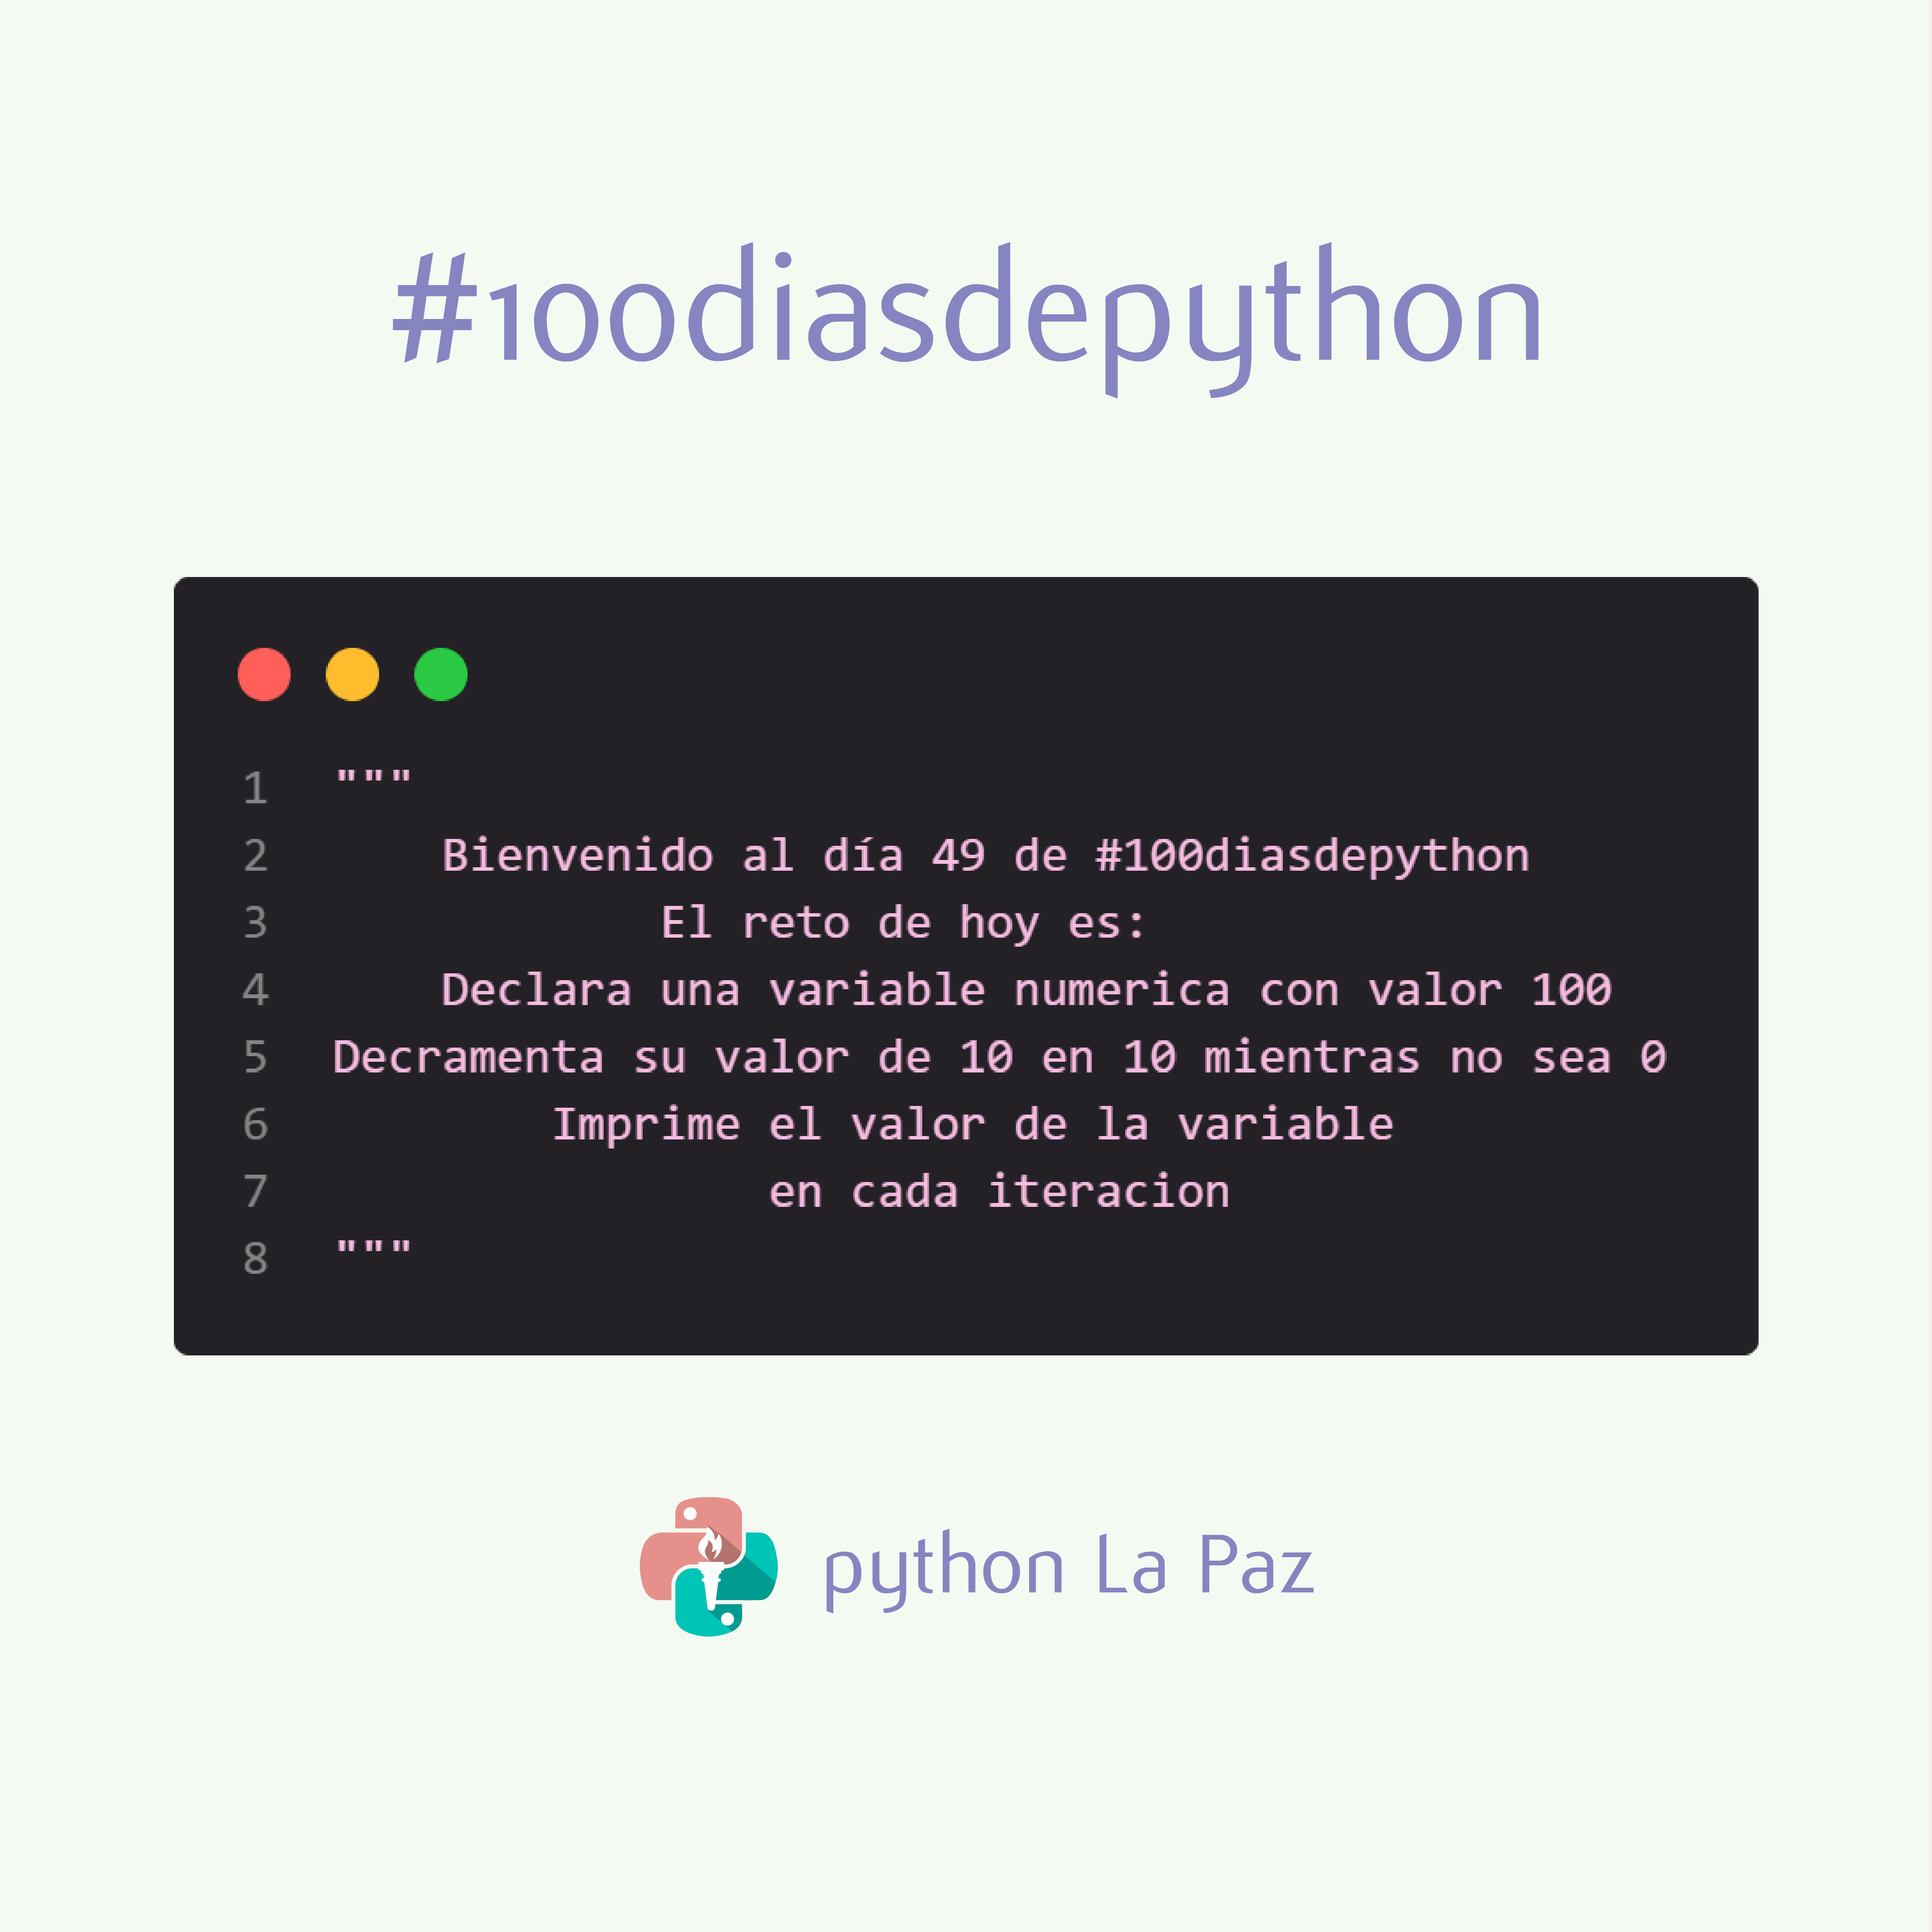 #100diasdepython
1 """
2 Bienvenido al día 49 de #100diasdepython
3 El reto de hoy es:
4 Declara una variable numerica con valor 100
5 Decramenta su valor de 10 en 10 mientras no sea 0
6 Imprime el valor de la variable
7 en cada iteracion
8 """
python La Paz